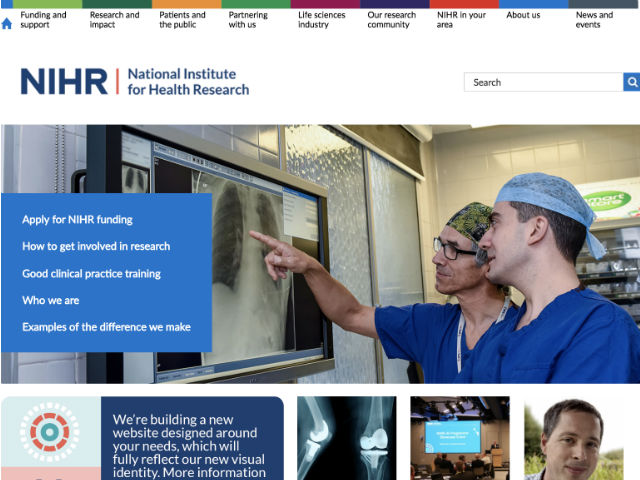 Funding and support
Research and impact
Patients and the public
Partnering with us
Life sciences industry
Our research community
NIHR in your area
About us
News and events
NIHR | National Institute
for Health Research
Search
Apply for NIHR funding
How to get involved in research
Good clinical practice training
Who we are
Examples of the difference we make
We're building a new
website designed around
your needs, which will
fully reflect our new visual
identity. More information